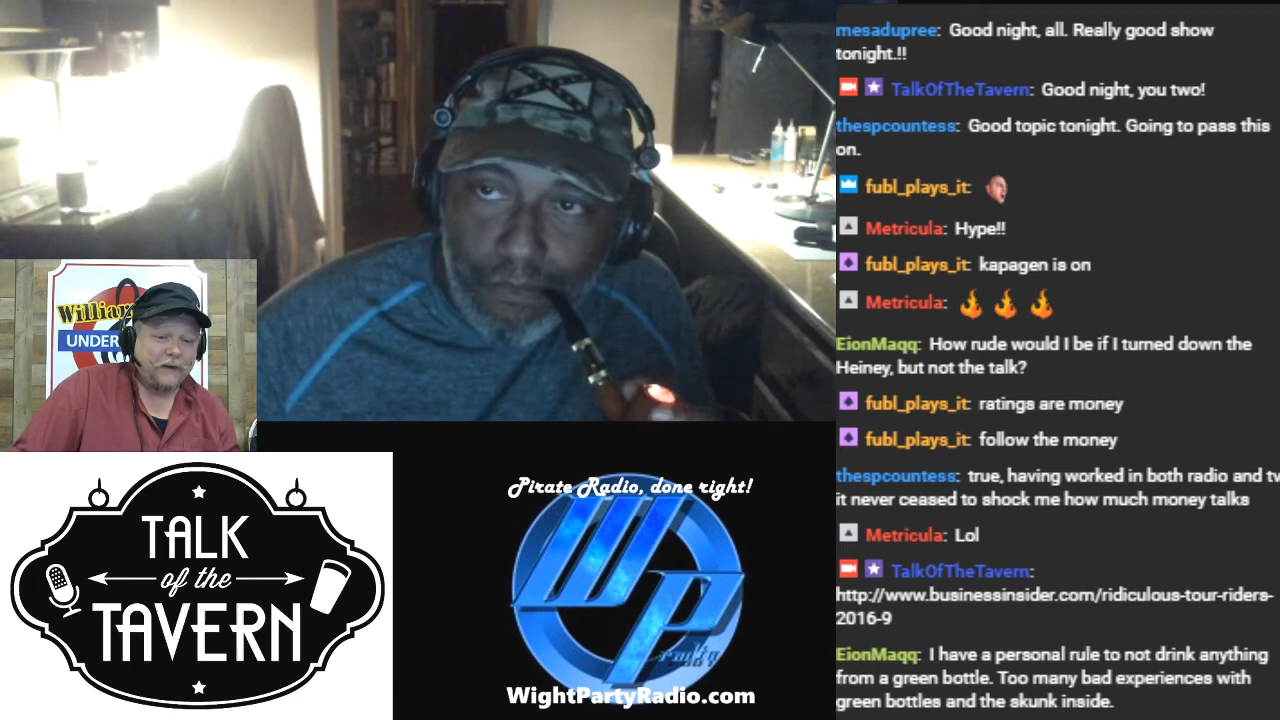 mesadupree: Good night, all. Really good show
tonight.!!
TalkOfTheTavern: Good night, you two!
thespcountess: Good topic tonight. Going to pass this
on.
fubl_plays_it:
Metricula: Hype!!
fubl_plays_it: kapagen is on
Metricula:
EionMaqq: How rude would I be if I turned down the
Heiney, but not the talk?
fubl_plays_it: ratings are money
fubl_plays_it: follow the money
thespcountess: true, having worked in both radio and tv
it never ceased to shock me how much money talks
Metricula: Lol
TalkOfTheTavern:
http://www.businessinsider.com/ridiculous-tour-riders-
2016-9
EionMaqq: I have a personal rule to not drink anything
from a green bottle. Too many bad experiences with
green bottles and the skunk inside.
William
UNDER
TALK
of the
TAVERN
Pirate Radio, done right!
WP
radio
WightPartyRadio.com